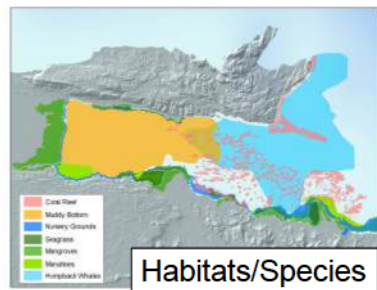 Coral Reef
Muddy Bottom
Nursery Grounds
Seagrass
Mangroves
Manatees
Humpback Whales
Habitats/Species